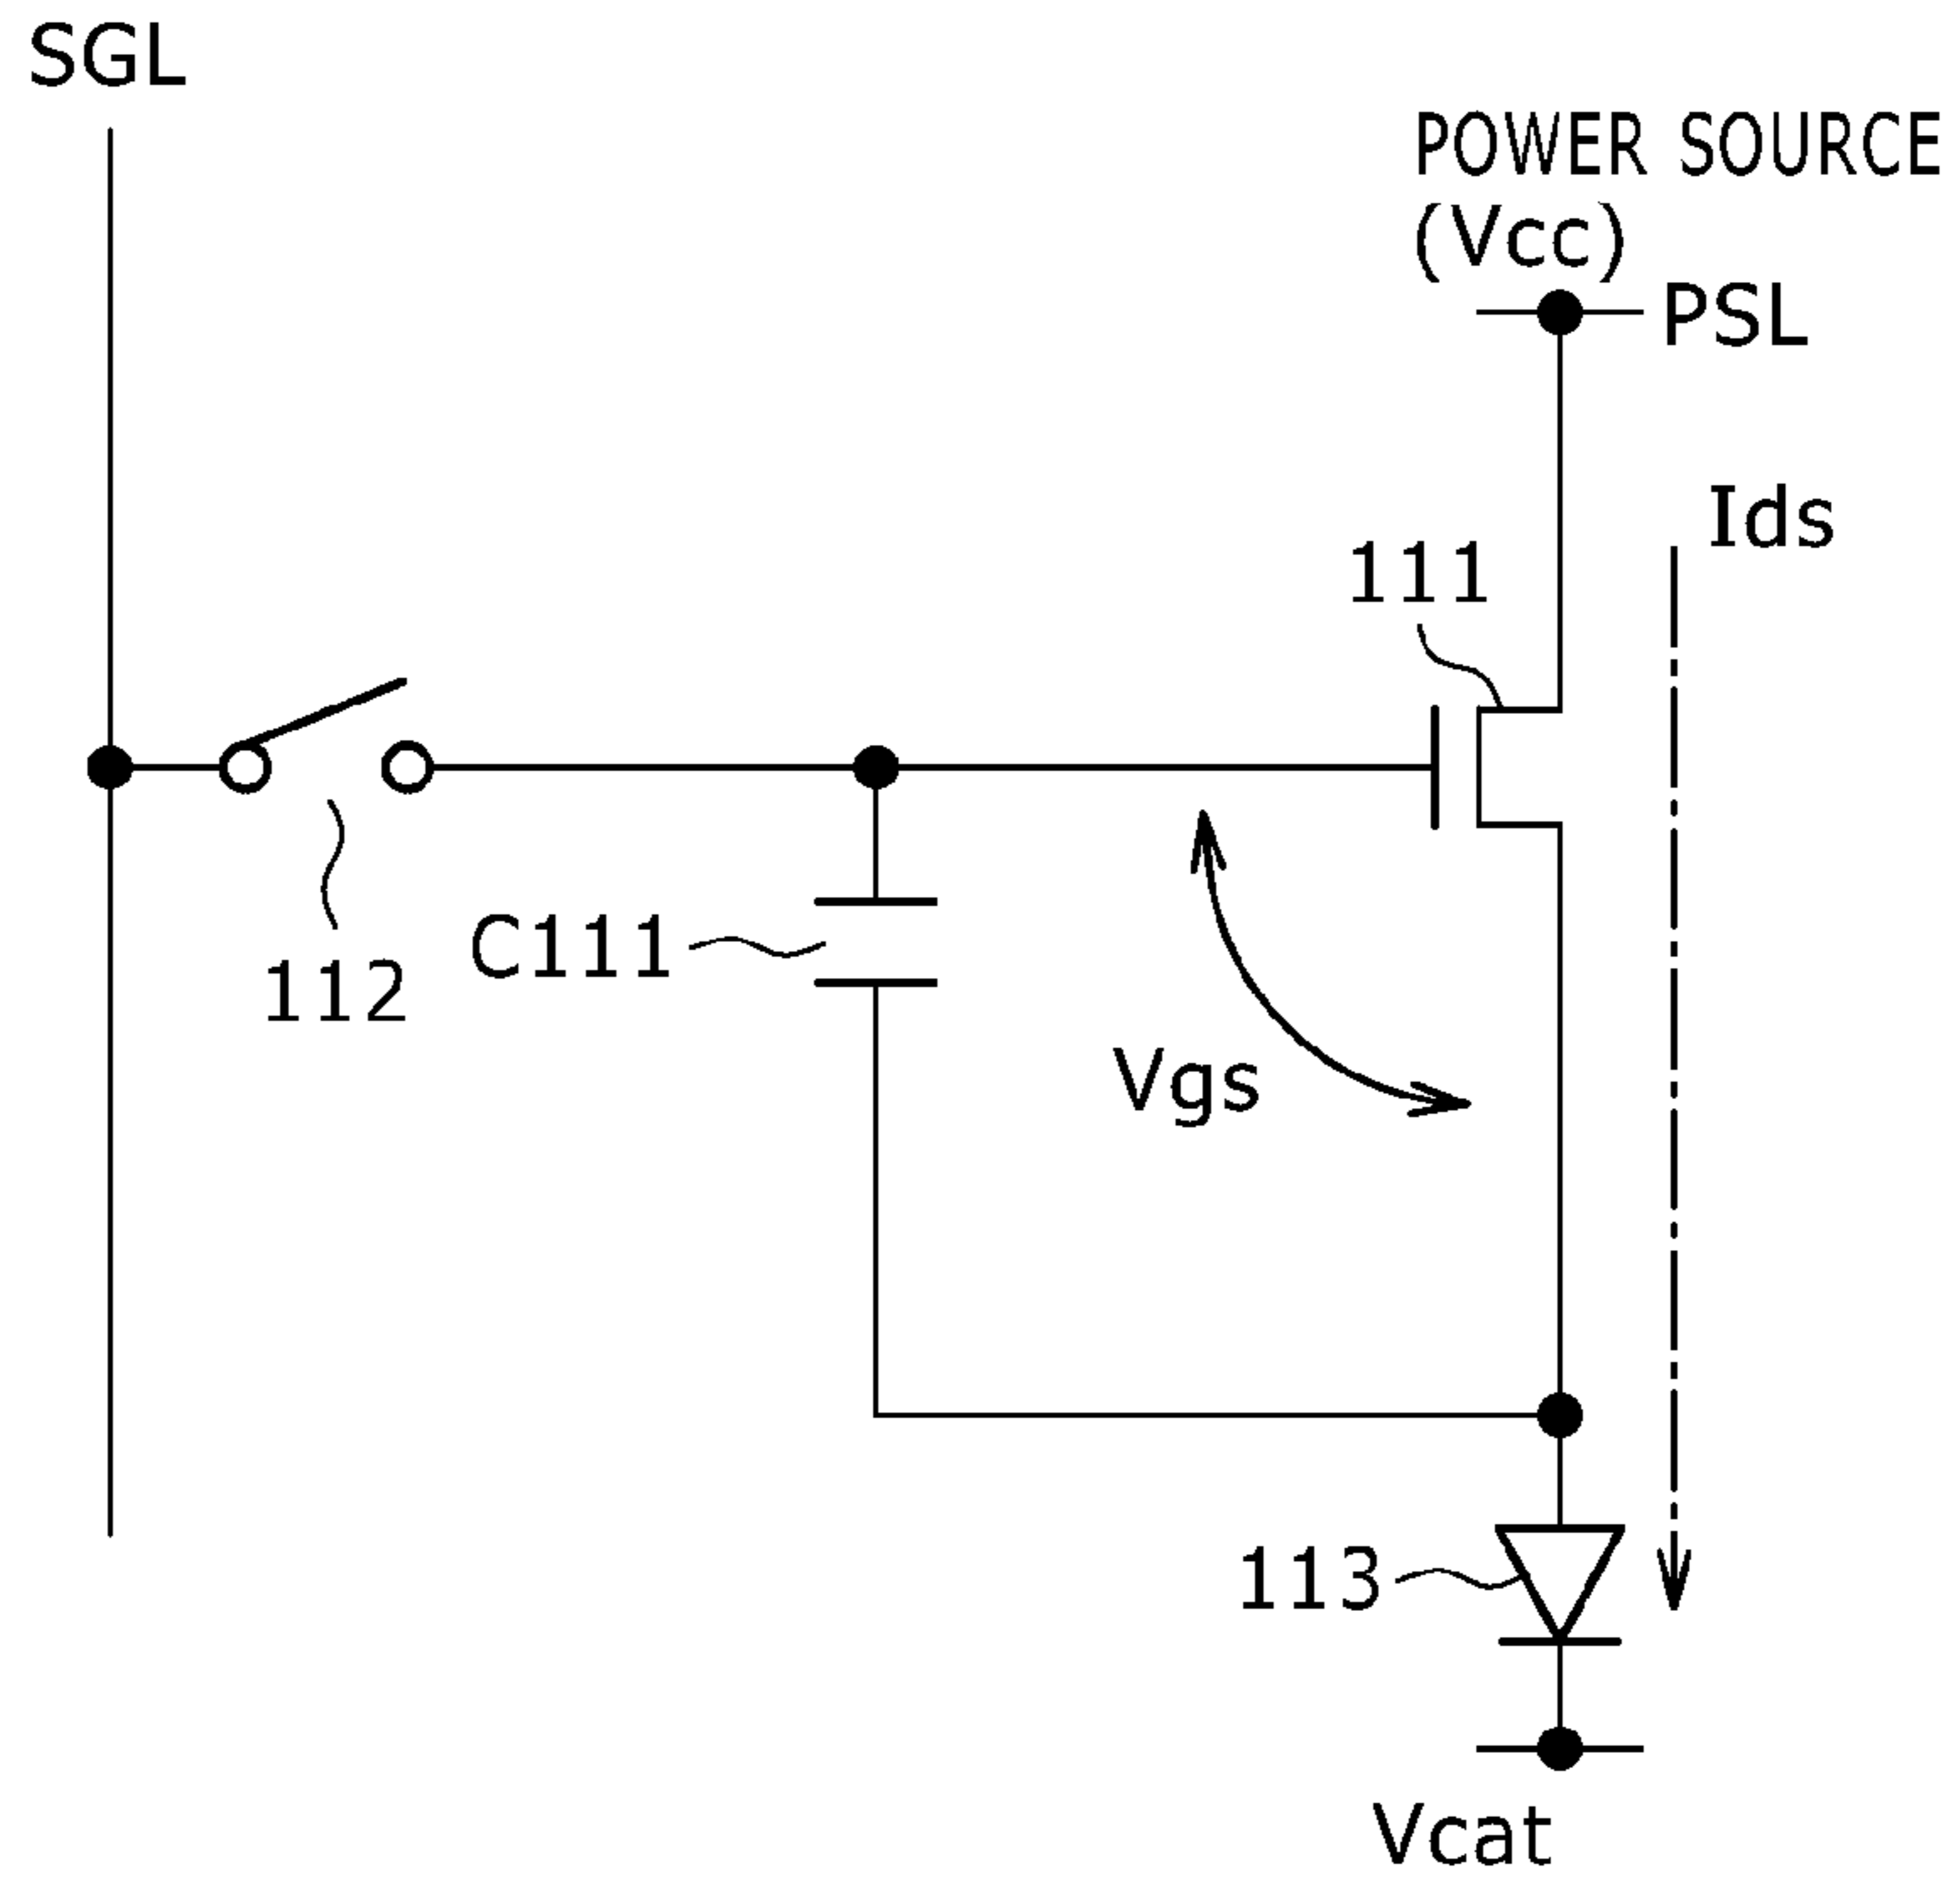 SGL
POWER SOURCE
(Vcc)
PSL
Ids
111
112
C111
Vgs
113
Vcat